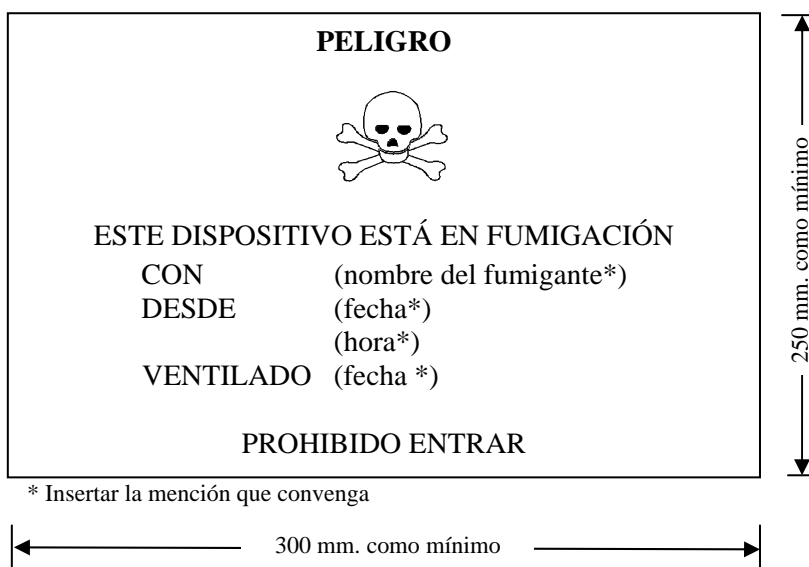 PELIGRO
ESTE DISPOSITIVO ESTÁ EN FUMIGACIÓN
CON (nombre del fumigante*)
DESDE (fecha*)
(hora*)
VENTILADO (fecha *)
PROHIBIDO ENTRAR
* Insertar la mención que convenga
300 mm. como mínimo
250 mm. como mínimo